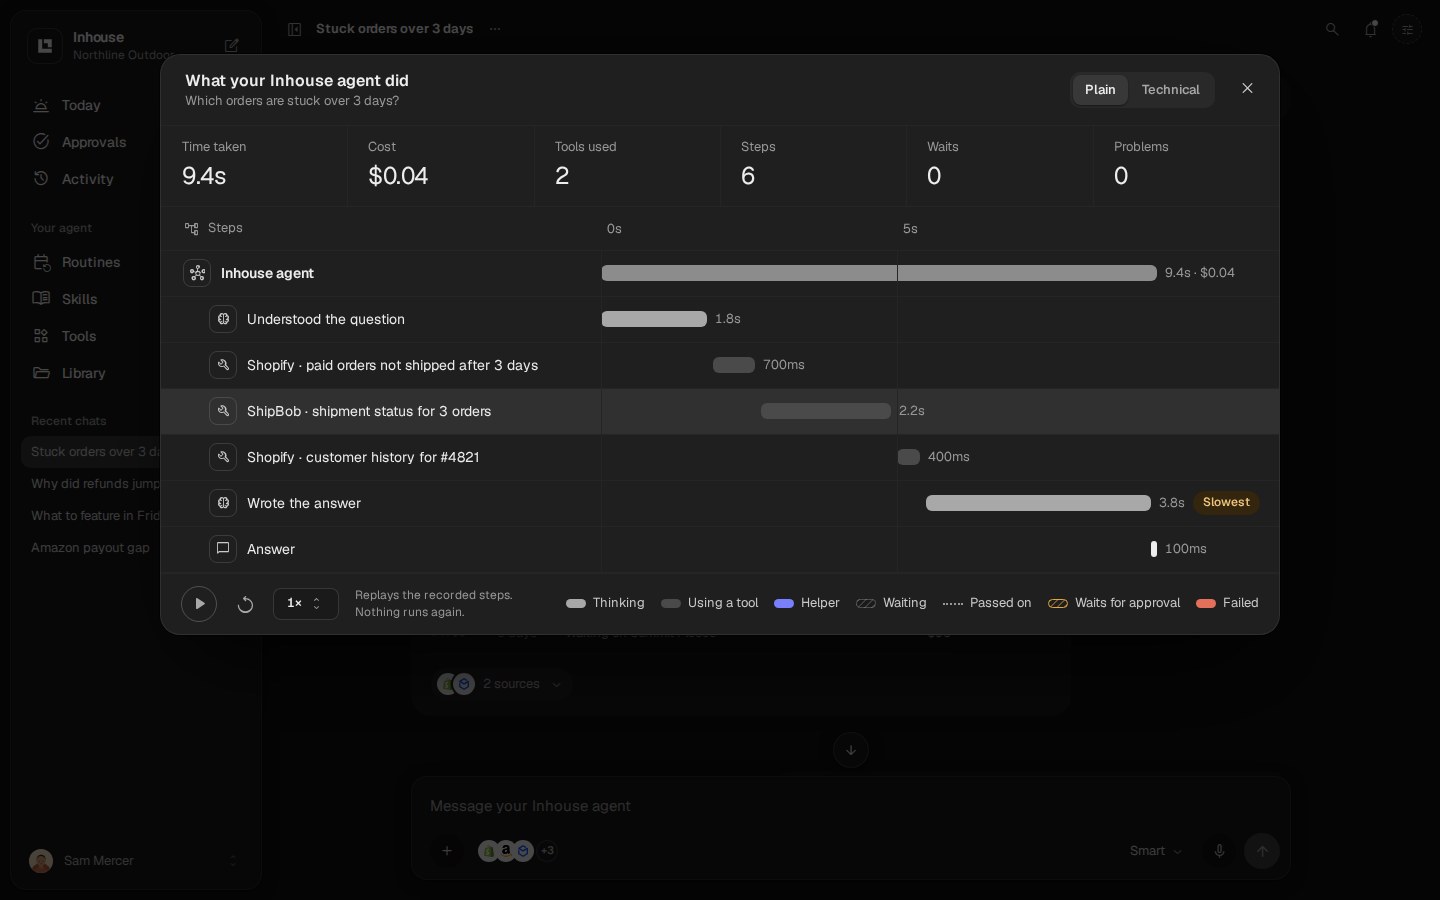 Inhouse
Northline Outdoor
Stuck orders over 3 days
Today
Approvals
Activity
Your agent
Routines
Skills
Tools
Library
Recent chats
Stuck orders over 3 da
Why did refunds jump
What to feature in Frid
Amazon payout gap
Sam Mercer
What your Inhouse agent did
Which orders are stuck over 3 days?
Plain
Technical
Time taken
9.4s
Cost
$0.04
Tools used
2
Steps
6
Waits
0
Problems
0
Steps
0s
5s
Inhouse agent
9.4s · $0.04
Understood the question
1.8s
Shopify · paid orders not shipped after 3 days
700ms
ShipBob · shipment status for 3 orders
2.2s
Shopify · customer history for #4821
400ms
Wrote the answer
3.8s
Slowest
Answer
100ms
1×
Replays the recorded steps.
Nothing runs again.
Thinking
Using a tool
Helper
Waiting
Passed on
Waits for approval
Failed
2 sources
Message your Inhouse agent
+3
Smart